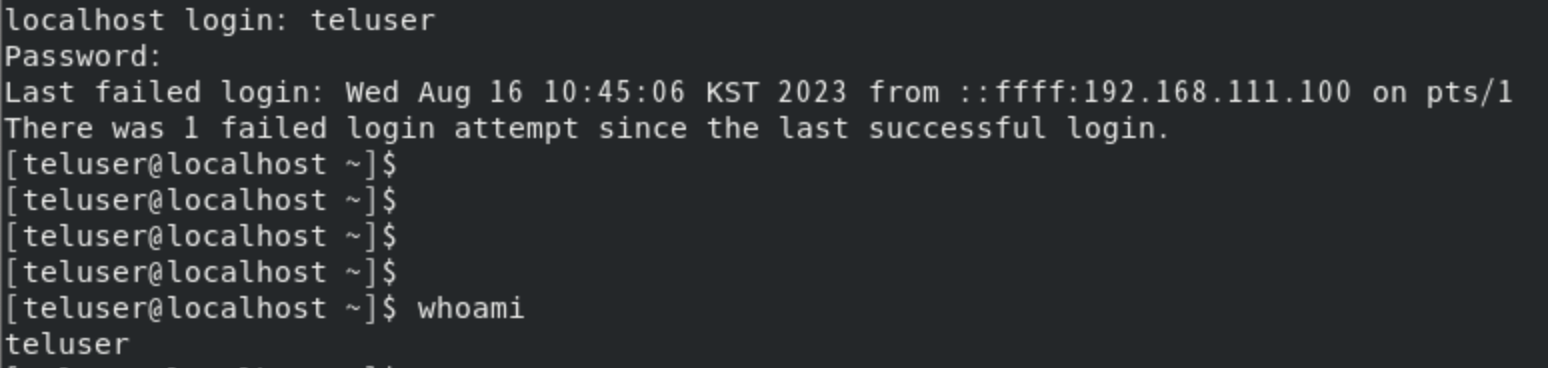 localhost login: teluser
Password:
Last failed login: Wed Aug 16 10:45:06 KST 2023 from ::ffff:192.168.111.100 on pts/1
There was 1 failed login attempt since the last successful login.
[teluser@localhost ~]$
[teluser@localhost ~]$
[teluser@localhost ~]$
[teluser@localhost ~]$
[teluser@localhost ~]$ whoami
teluser